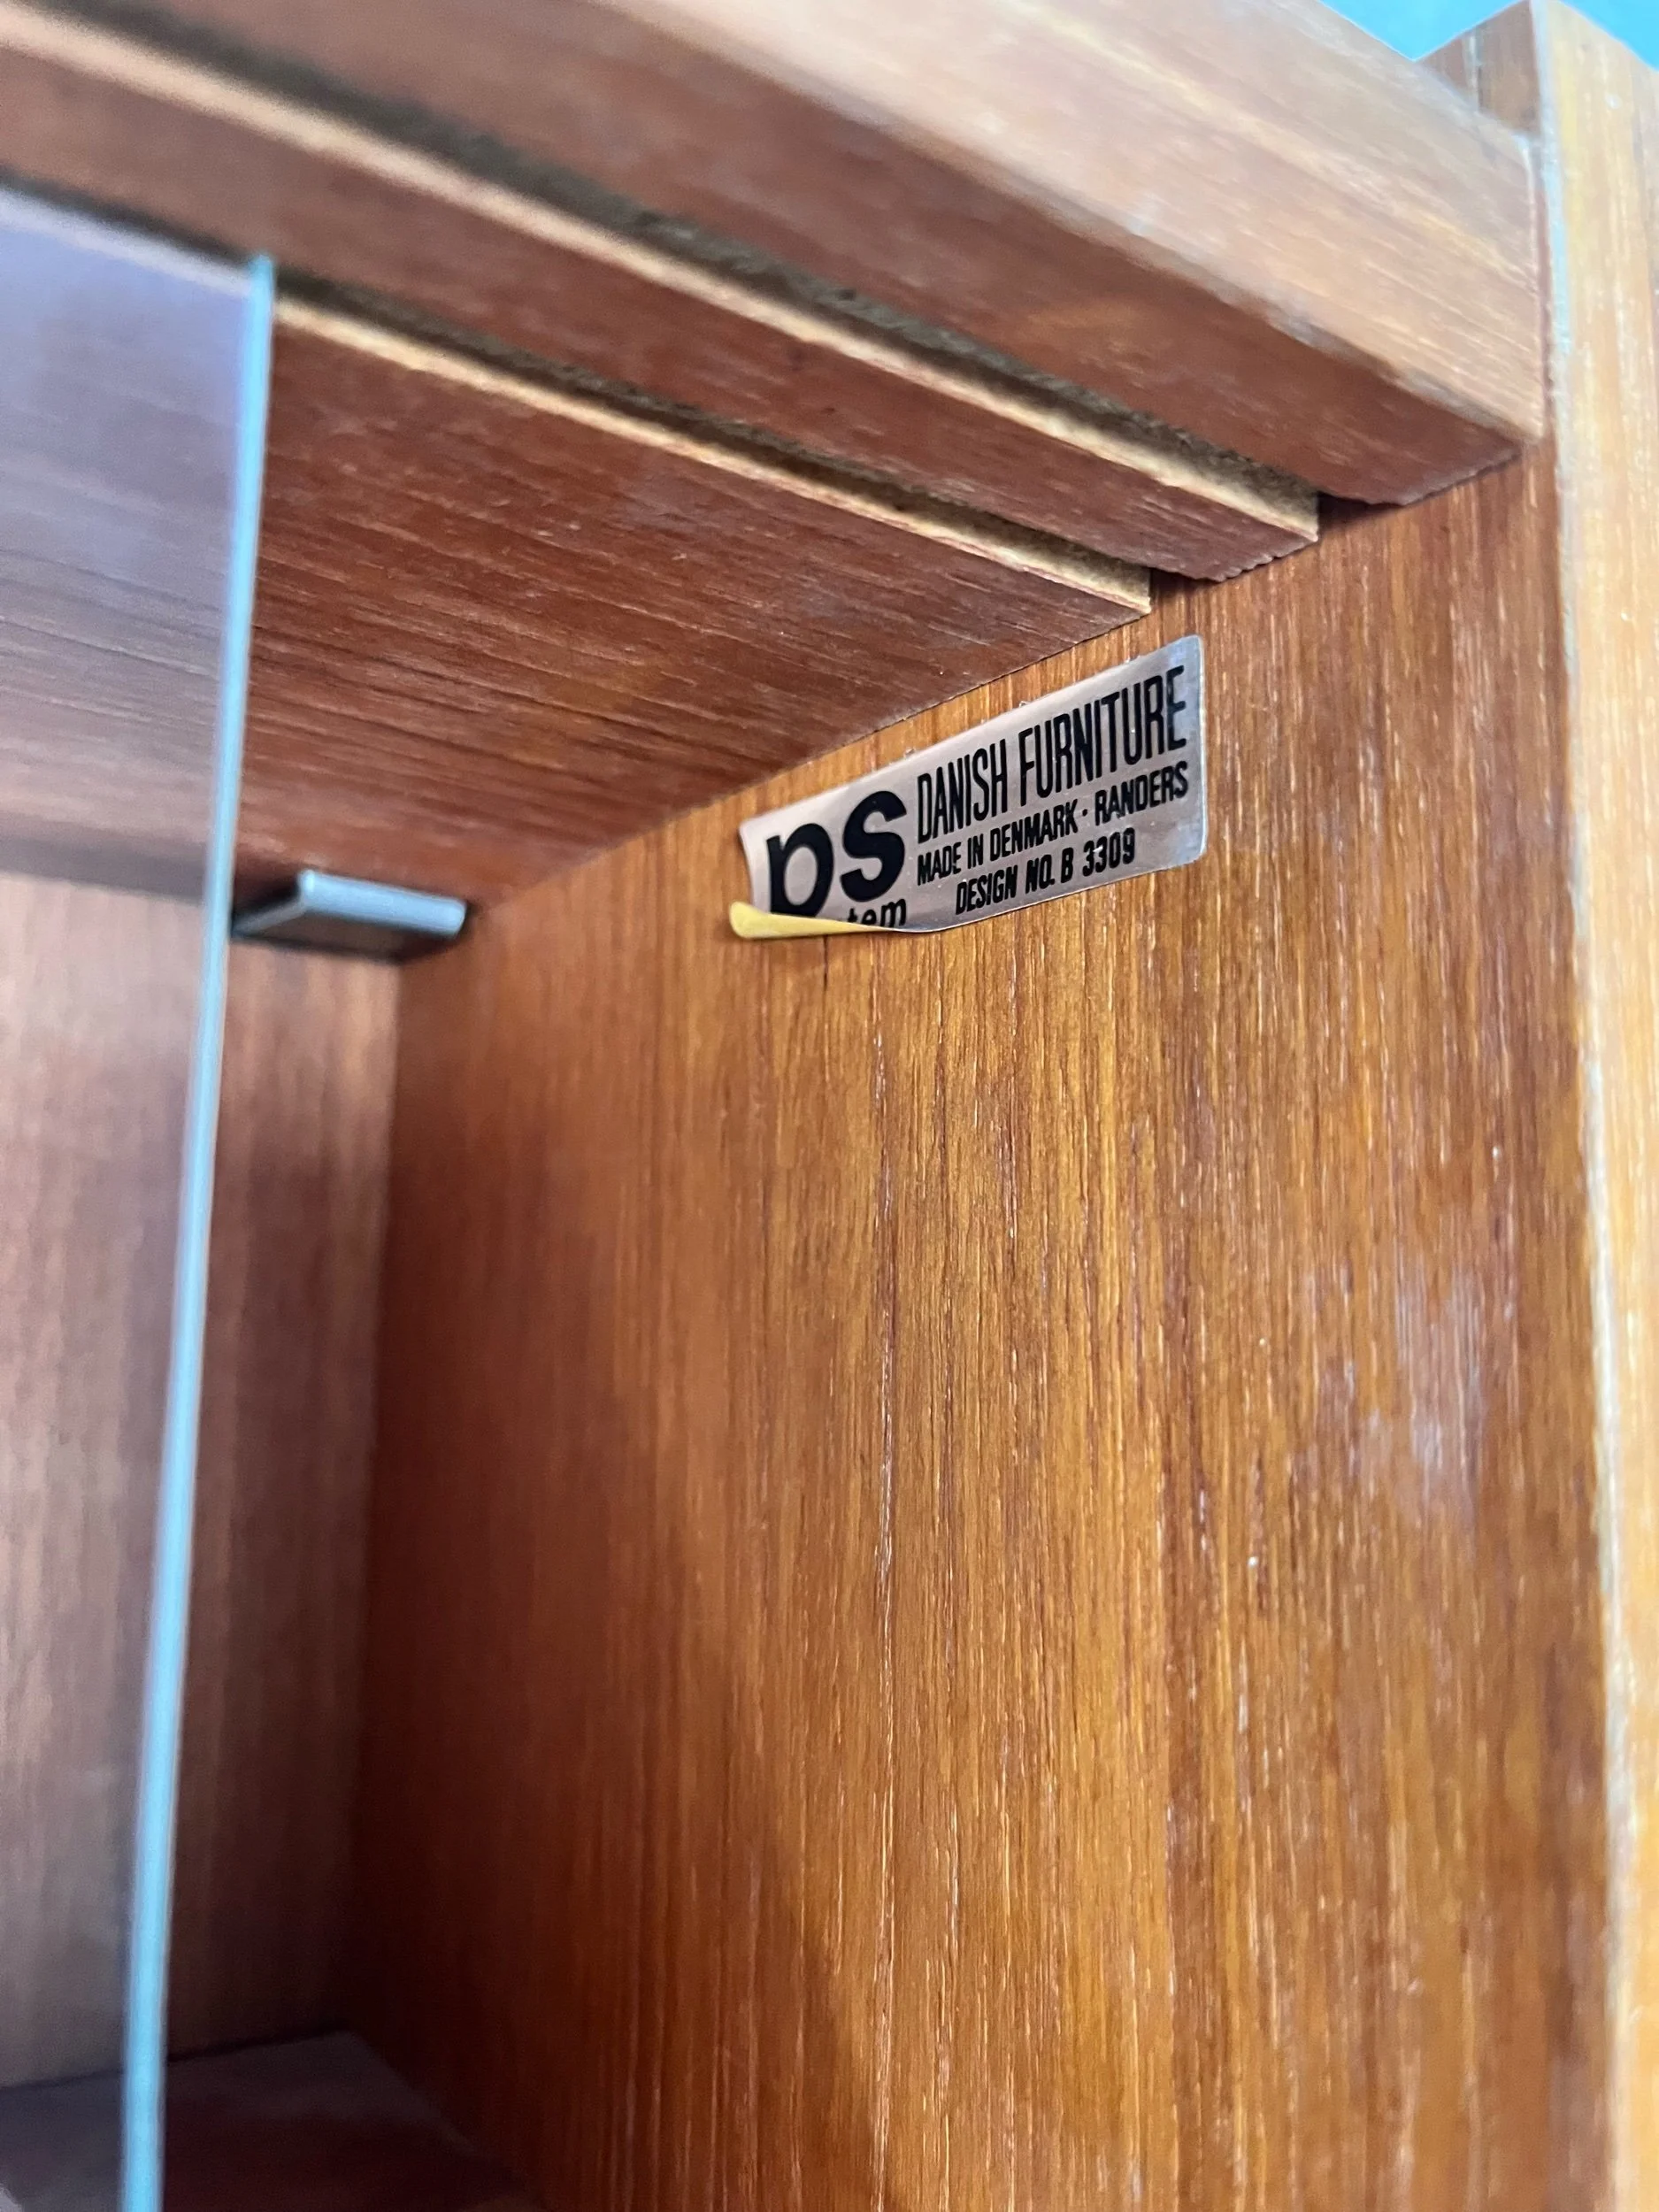 ps
DANISH FURNITURE
MADE IN DENMARK · RANDERS
DESIGN NO. B 3309